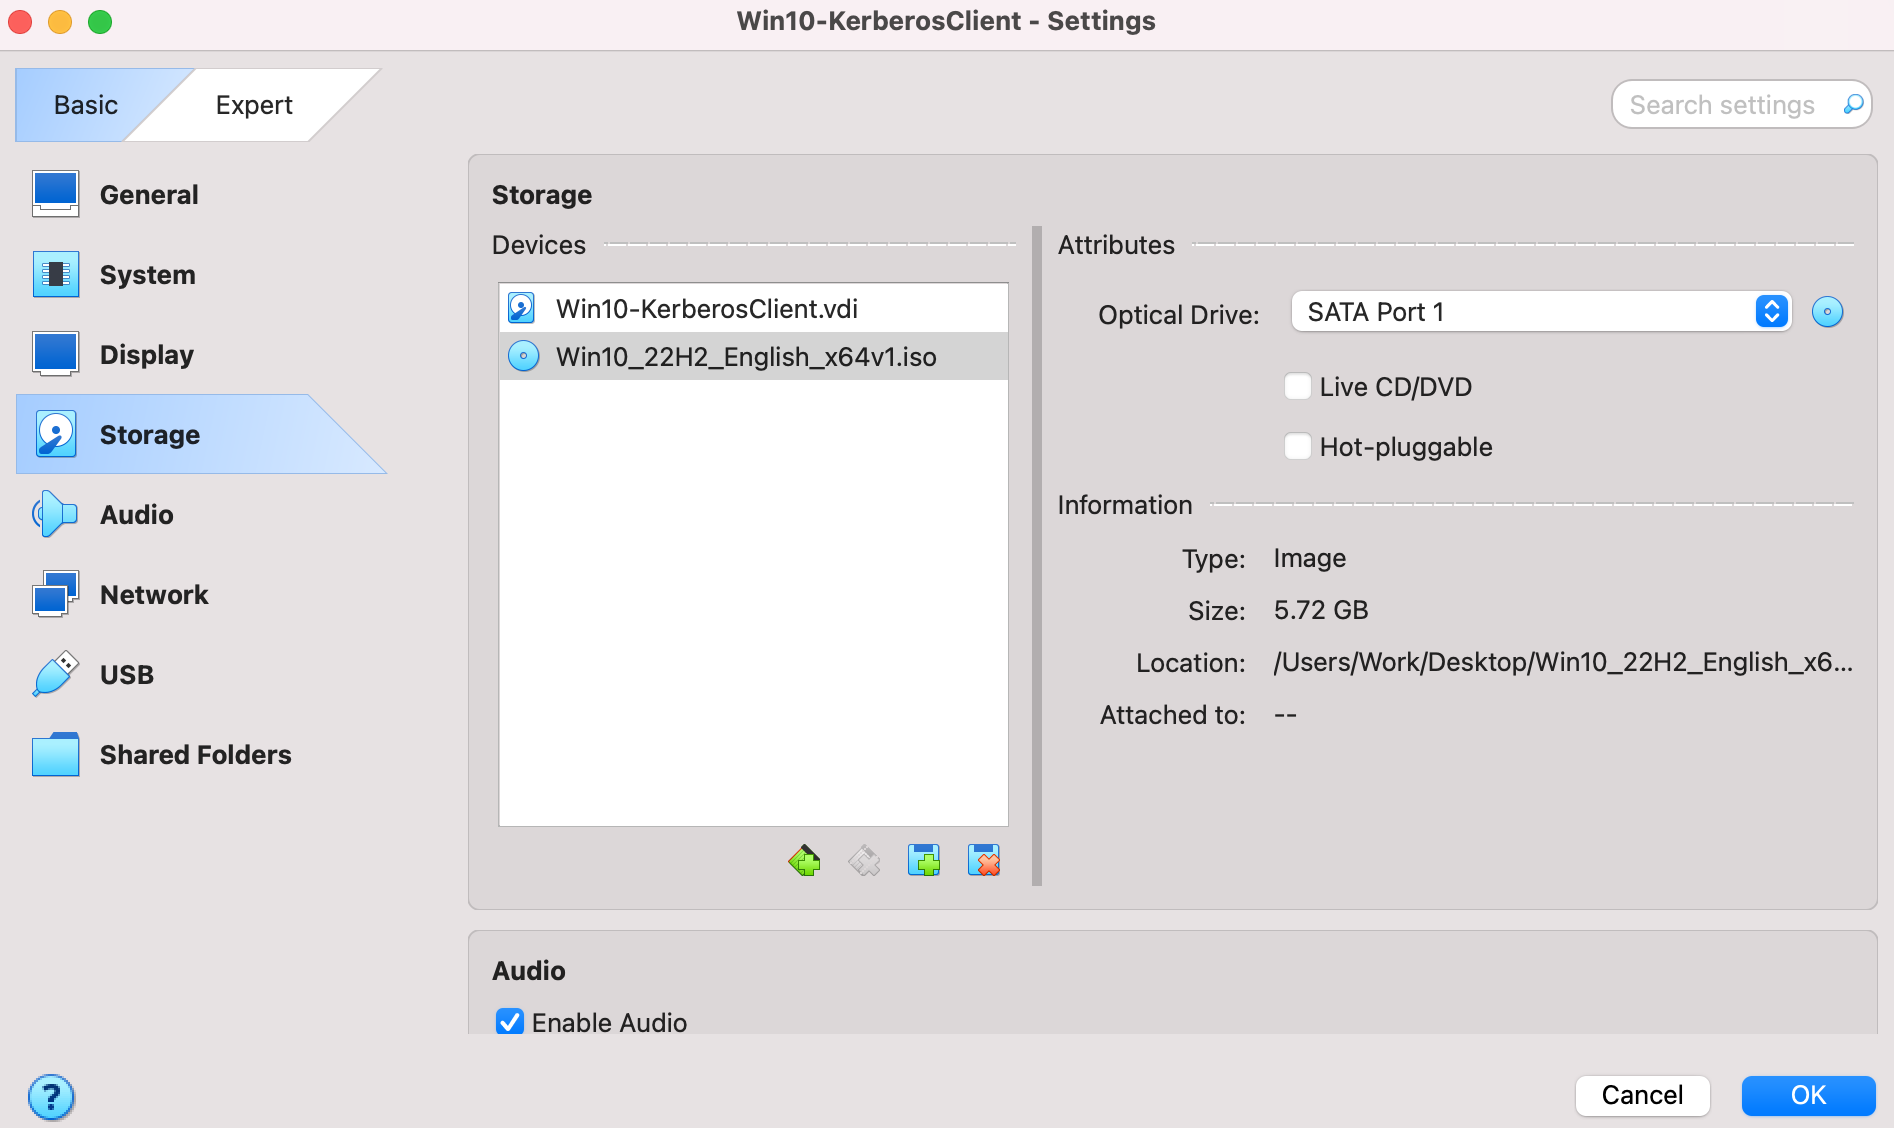 Win10-KerberosClient - Settings
Basic
Expert
Search settings
General
System
Display
Storage
Audio
Network
USB
Shared Folders
Storage
Devices
Win10-KerberosClient.vdi
Win10_22H2_English_x64v1.iso
Attributes
Optical Drive: SATA Port 1
Live CD/DVD
Hot-pluggable
Information
Type: Image
Size: 5.72 GB
Location: /Users/Work/Desktop/Win10_22H2_English_x6...
Attached to: --
Audio
Enable Audio
?
Cancel
OK